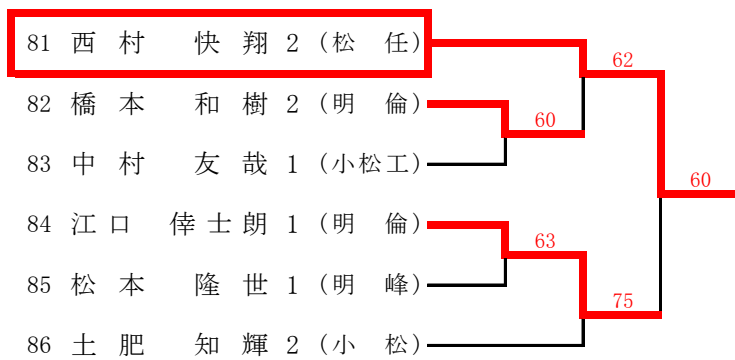 81 西村 快翔 2 (松任)
62
82 橋本 和樹 2 (明倫)
60
83 中村 友哉 1 (小松工)
60
84 江口 倖士朗 1 (明倫)
63
85 松本 隆世 1 (明峰)
75
86 土肥 知輝 2 (小松)